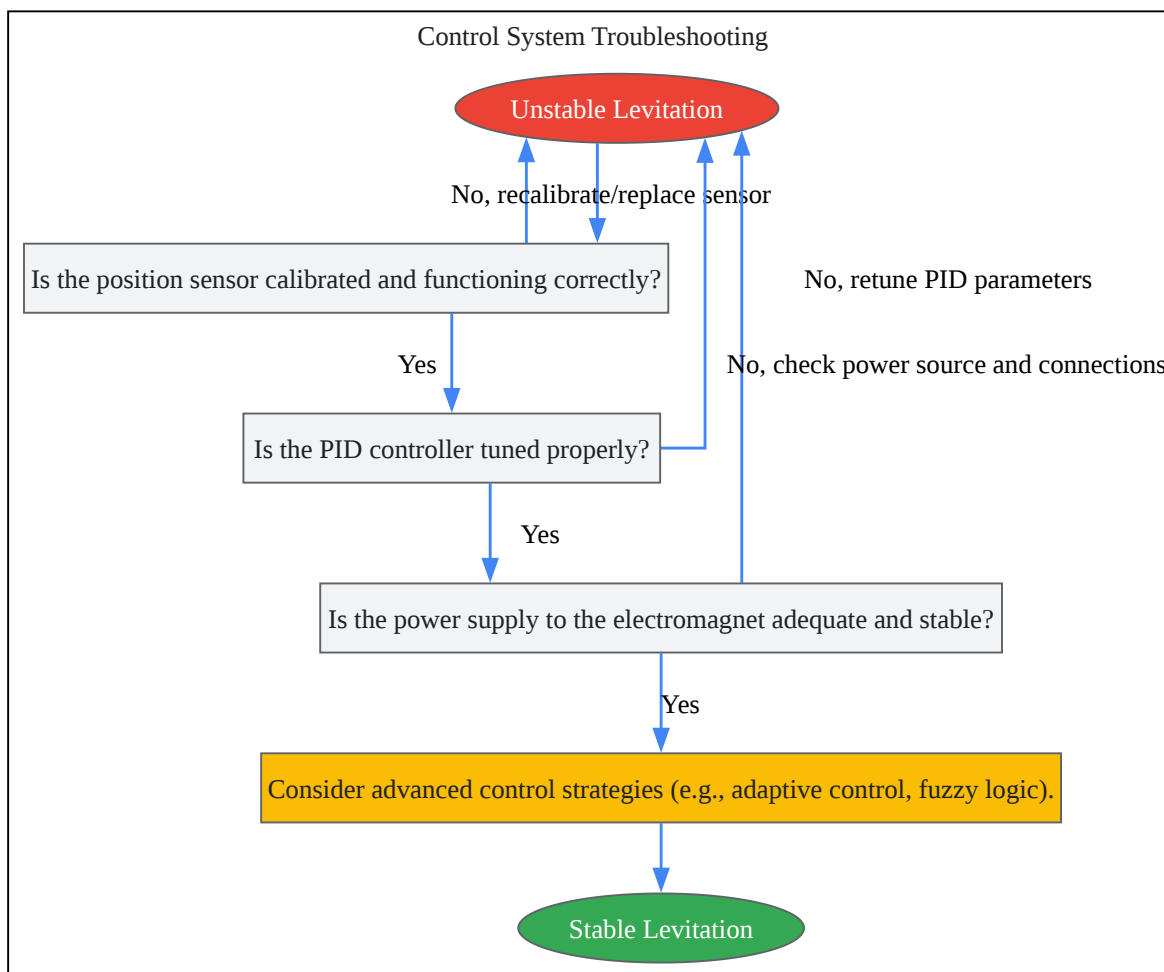 Control System Troubleshooting
Unstable Levitation
No, recalibrate/replace sensor
Is the position sensor calibrated and functioning correctly?
No, retune PID parameters
Yes
No, check power source and connections
Is the PID controller tuned properly?
Yes
Is the power supply to the electromagnet adequate and stable?
Yes
Consider advanced control strategies (e.g., adaptive control, fuzzy logic).
Stable Levitation